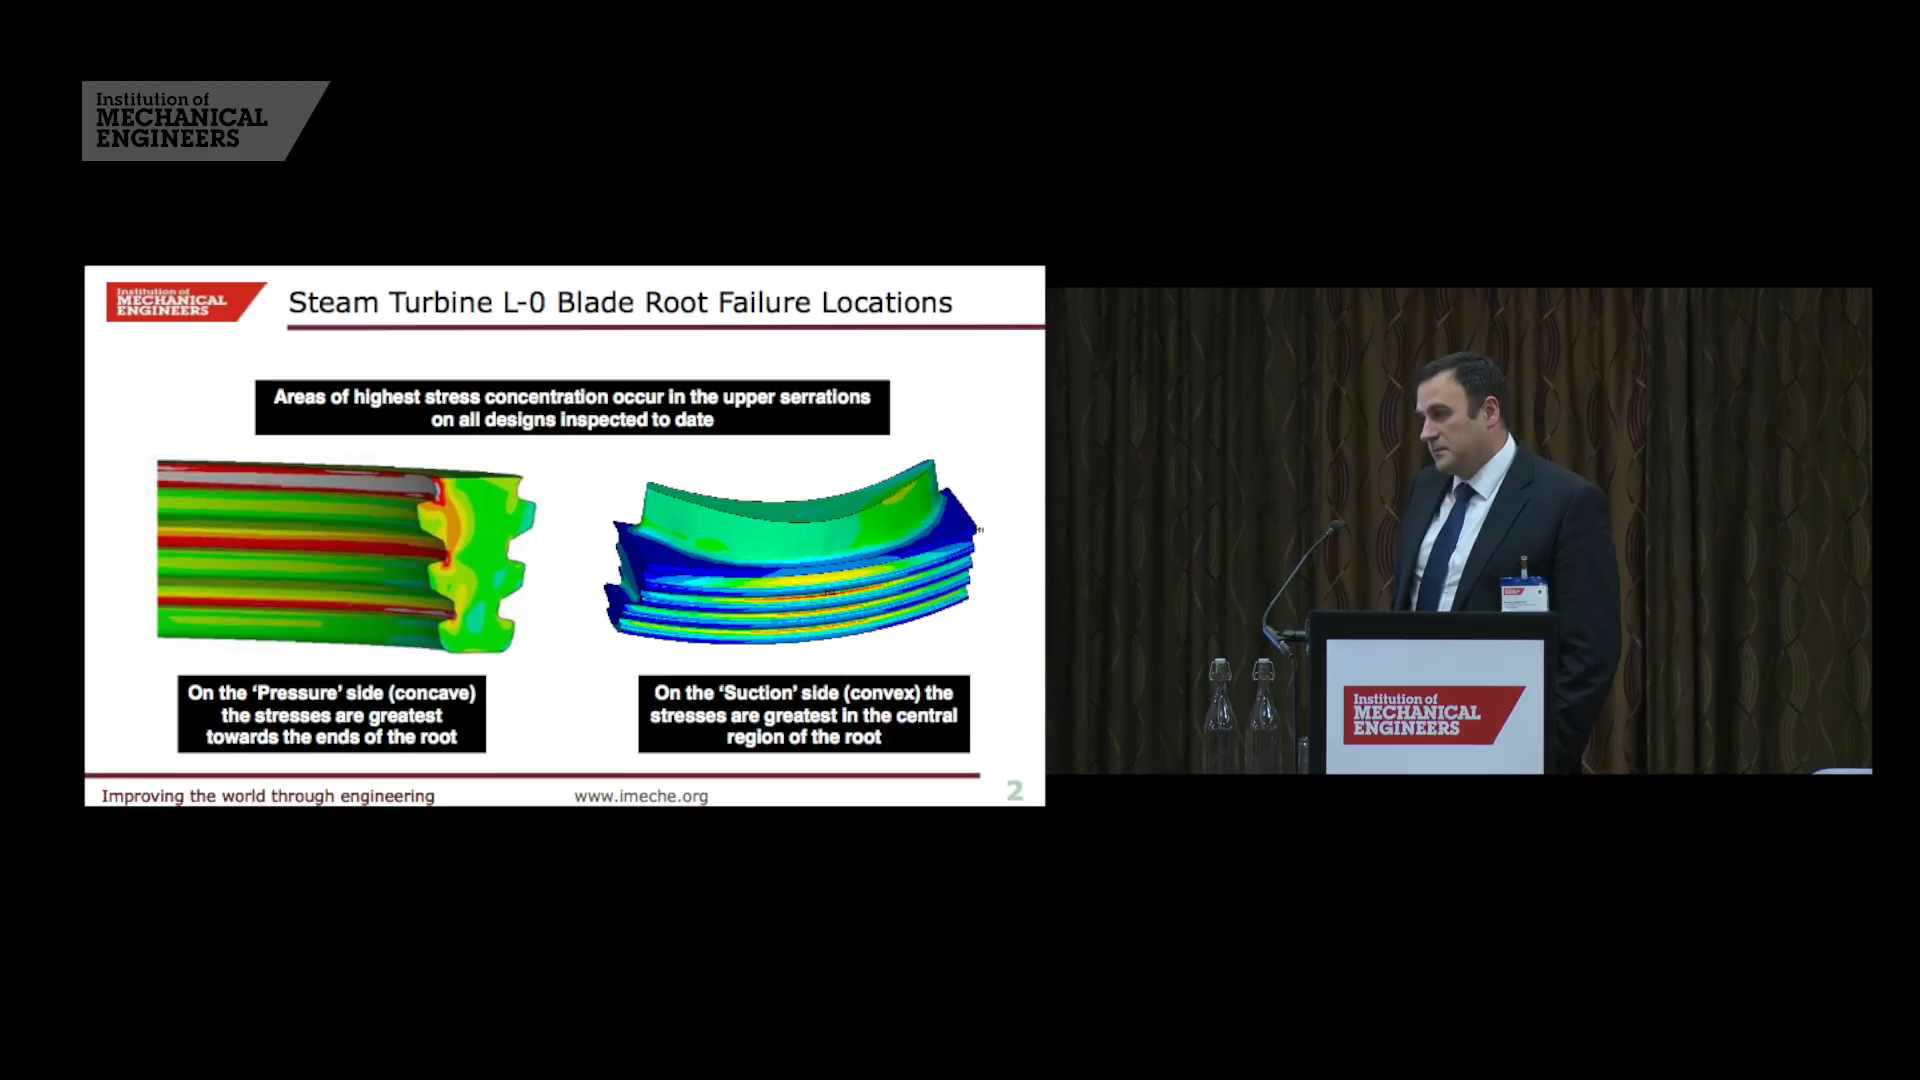 Institution of
MECHANICAL
ENGINEERS
Institution of
MECHANICAL
ENGINEERS
Steam Turbine L-0 Blade Root Failure Locations
Areas of highest stress concentration occur in the upper serrations
on all designs inspected to date
On the ‘Pressure’ side (concave)
the stresses are greatest
towards the ends of the root
On the ‘Suction’ side (convex) the
stresses are greatest in the central
region of the root
Improving the world through engineering
www.imeche.org
2
Institution of
MECHANICAL
ENGINEERS